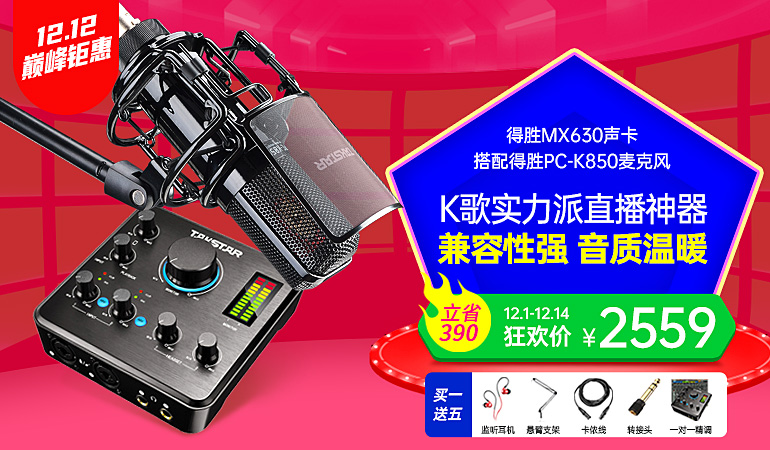 12.12
巅峰钜惠
TAKSTAR
TAKSTAR
得胜MX630声卡
搭配得胜PC-K850麦克风
K歌实力派直播神器
兼容性强 音质温暖
立省
390
12.1-12.14
狂欢价 ¥2559
买一
送五
监听耳机 悬臂支架 卡侬线 转接头 一对一精调